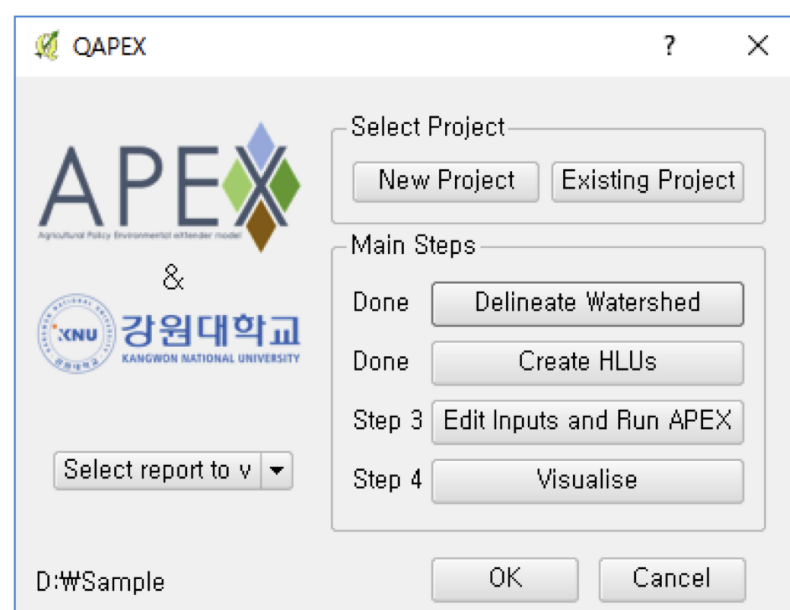 QAPEX
?
APEX
Agricultural Policy Environmental eXtender model
&
KNU
강원대학교
KANGWON NATIONAL UNIVERSITY
Select report to v
D:₩Sample
Select Project
New Project
Existing Project
Main Steps
Done
Delineate Watershed
Done
Create HLUs
Step 3
Edit Inputs and Run APEX
Step 4
Visualise
OK
Cancel